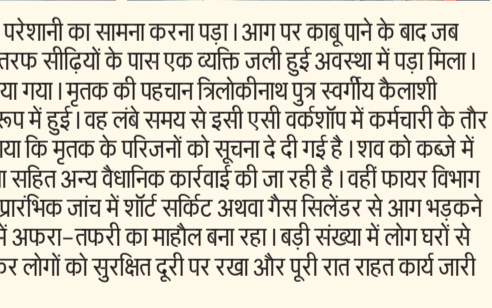 परेशानी का सामना करना पड़ा। आग पर काबू पाने के बाद जब
तरफ सीढ़ियों के पास एक व्यक्ति जली हुई अवस्था में पड़ा मिला।
या गया। मृतक की पहचान त्रिलोकीनाथ पुत्र स्वर्गीय कैलाशी
रूप में हुई। वह लंबे समय से इसी एसी वर्कशॉप में कर्मचारी के तौर
या कि मृतक के परिजनों को सूचना दे दी गई है। शव को कब्जे में
सहित अन्य वैधानिक कार्रवाई की जा रही है। वहीं फायर विभाग
प्रारंभिक जांच में शॉर्ट सर्किट अथवा गैस सिलेंडर से आग भड़कने
में अफरा-तफरी का माहौल बना रहा। बड़ी संख्या में लोग घरों से
कर लोगों को सुरक्षित दूरी पर रखा और पूरी रात राहत कार्य जारी